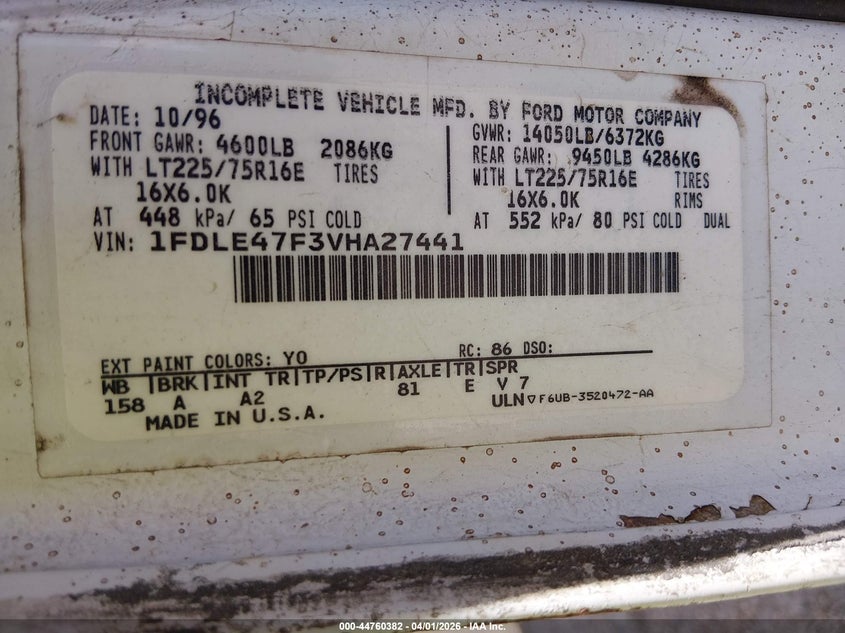 INCOMPLETE VEHICLE MFD. BY FORD MOTOR COMPANY
DATE: 10/96
FRONT GAWR: 4600LB 2086KG
WITH LT225/75R16E TIRES
16X6.0K
AT 448 kPa/ 65 PSI COLD
GVWR: 14050LB/6372KG
REAR GAWR: 9450LB 4286KG
WITH LT225/75R16E TIRES
16X6.0K RIMS
AT 552 kPa/ 80 PSI COLD DUAL
VIN: 1FDLE47F3VHA27441
EXT PAINT COLORS: YO RC: 86 DSO:
WB |BRK|INT TR|TP/PS|R|AXLE|TR|SPR
158 A A2 81 E V 7
MADE IN U.S.A. ULN ▽ F6UB-3520472-AA
000-44760382 - 04/01/2026 - IAA Inc.